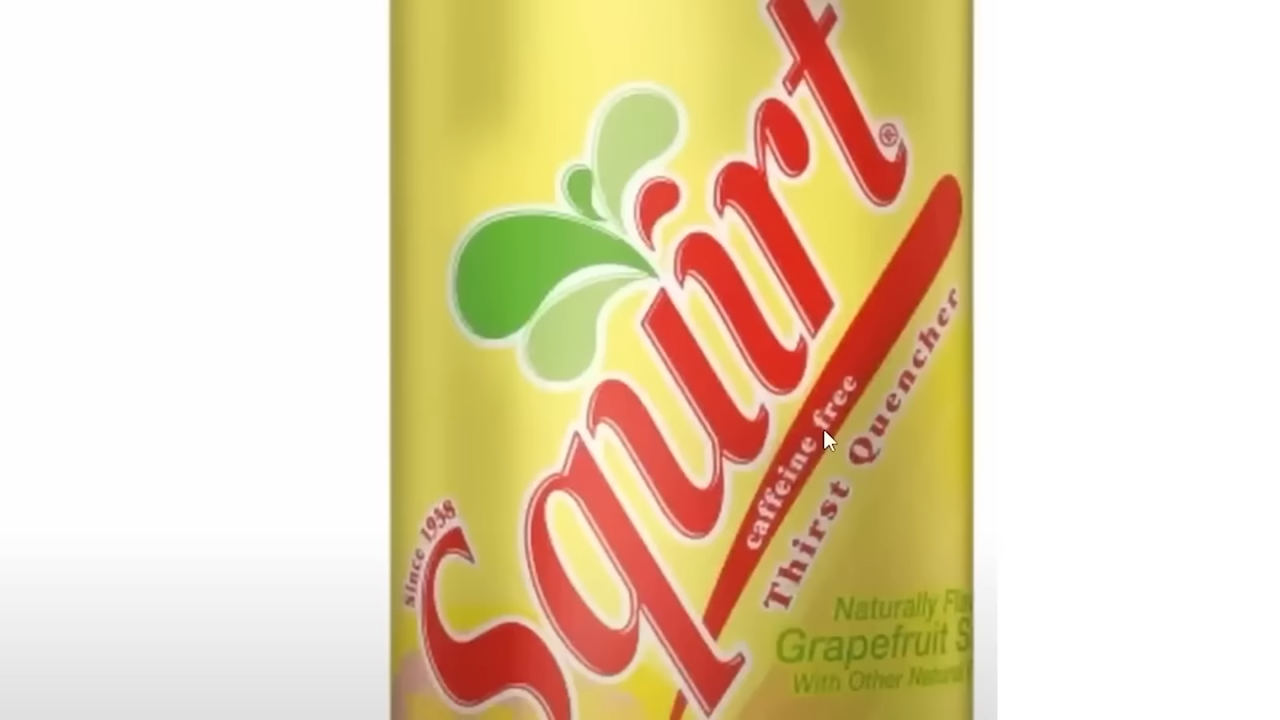 Since 1938
Squirt®
caffeine free
Thirst Quencher
Naturally
Grapefruit
With Other Natural